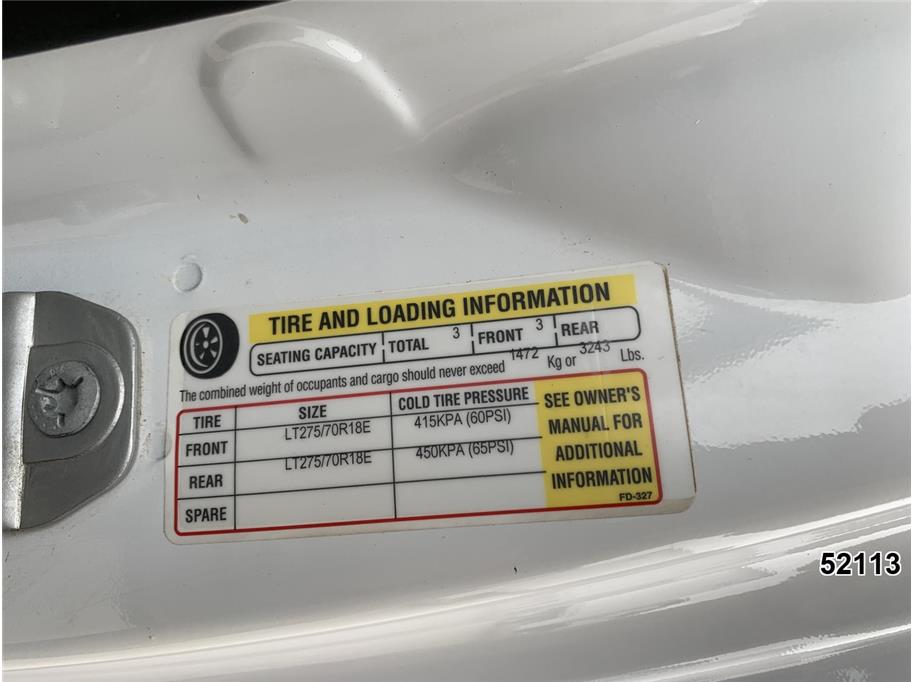 TIRE AND LOADING INFORMATION
SEATING CAPACITY TOTAL 3 FRONT 3 REAR
The combined weight of occupants and cargo should never exceed 1472 Kg or 3243 Lbs.
TIRE SIZE COLD TIRE PRESSURE
FRONT LT275/70R18E 415KPA (60PSI)
REAR LT275/70R18E 450KPA (65PSI)
SPARE
SEE OWNER'S
MANUAL FOR
ADDITIONAL
INFORMATION
FD-327
52113